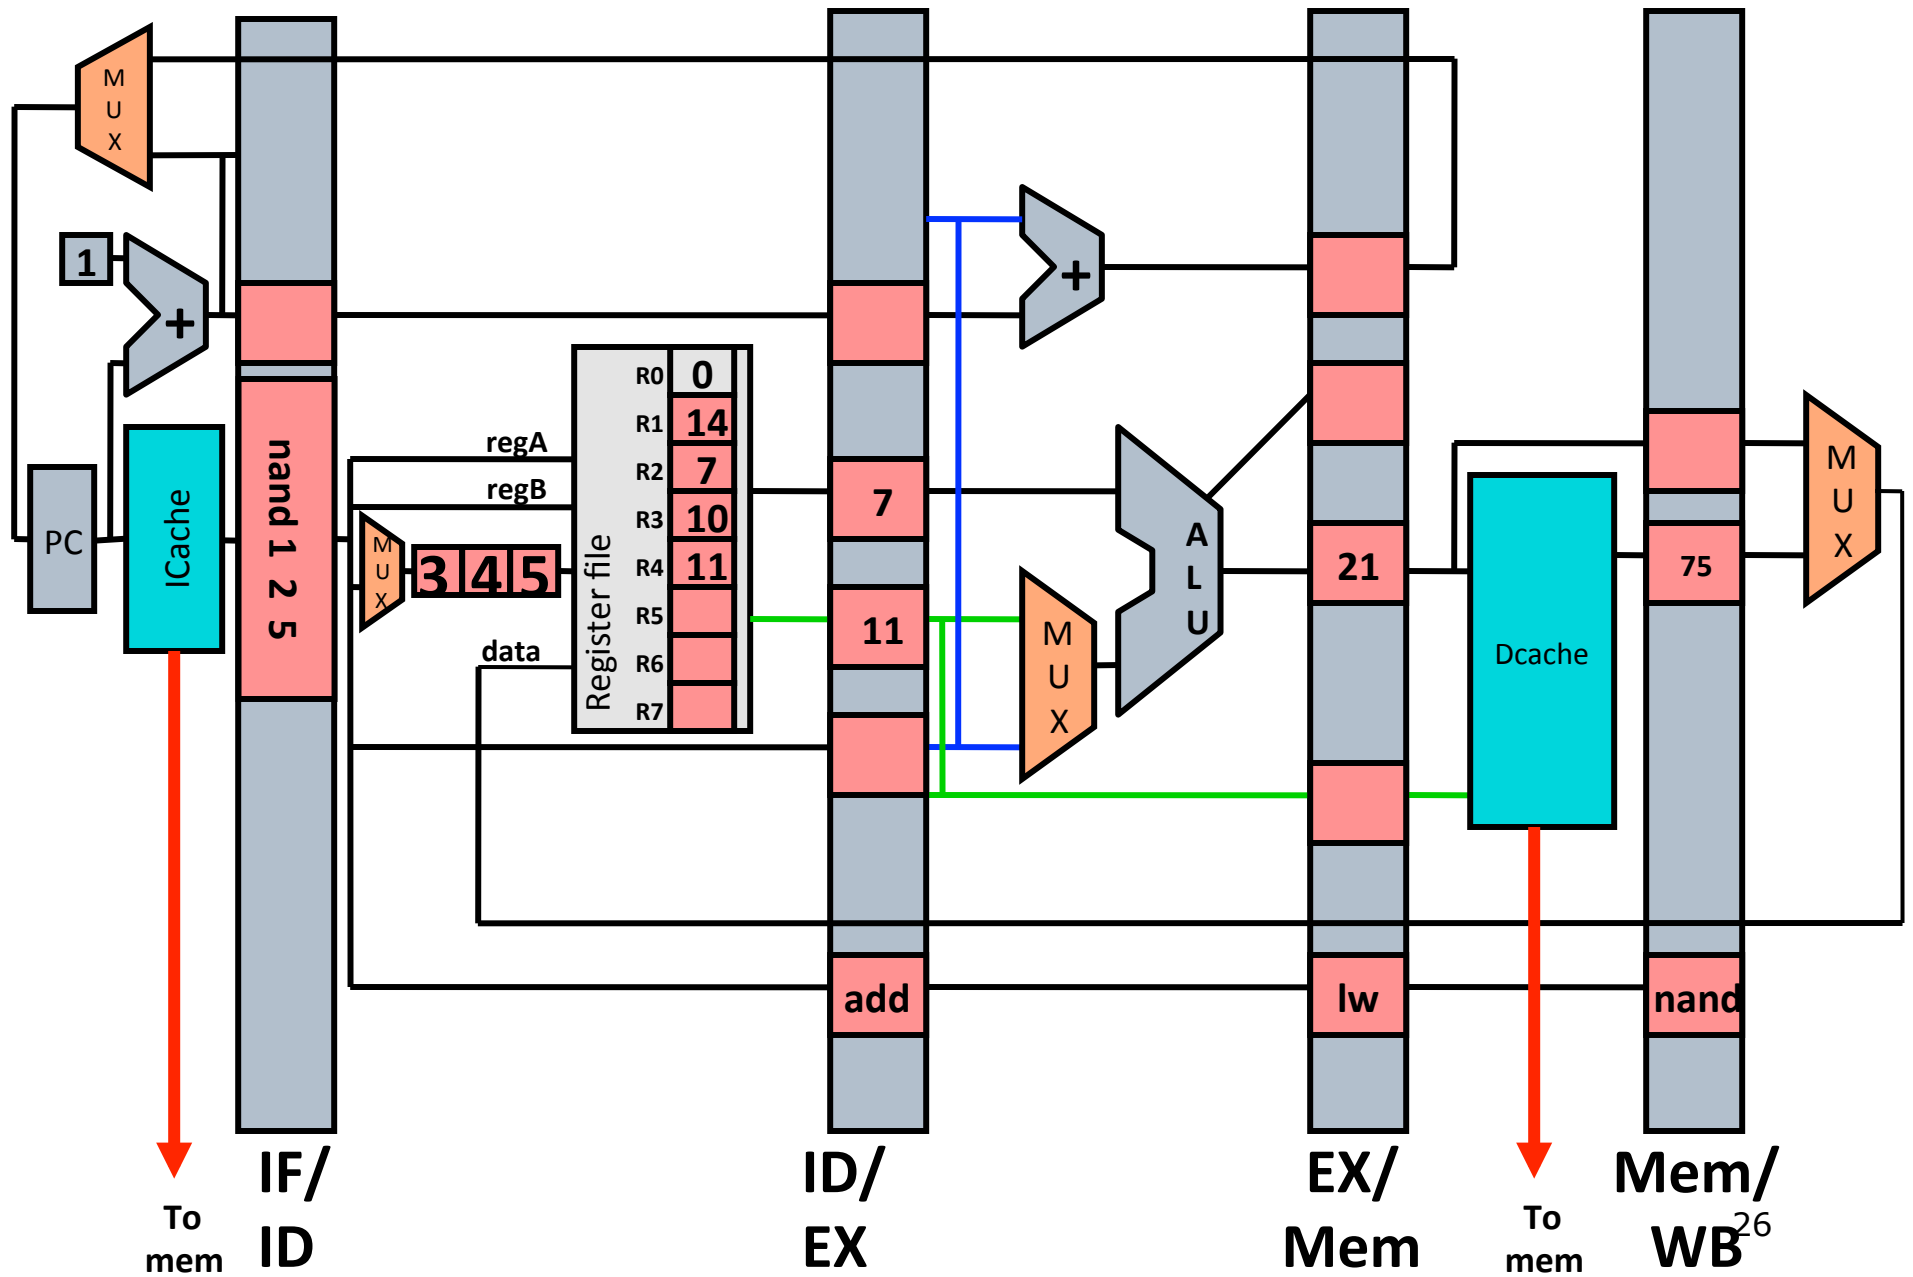 M
U
X
1
+
+
PC
ICache
nand 1 2 5
regA
regB
M
U
X
3 4 5
data
Register file
R0 0
R1 14
R2 7
R3 10
R4 11
R5
R6
R7
7
11
M
U
X
A
L
U
21
Dcache
75
M
U
X
add
lw
nand
To
mem
IF/
ID
ID/
EX
EX/
Mem
To
mem
Mem/
WB
26